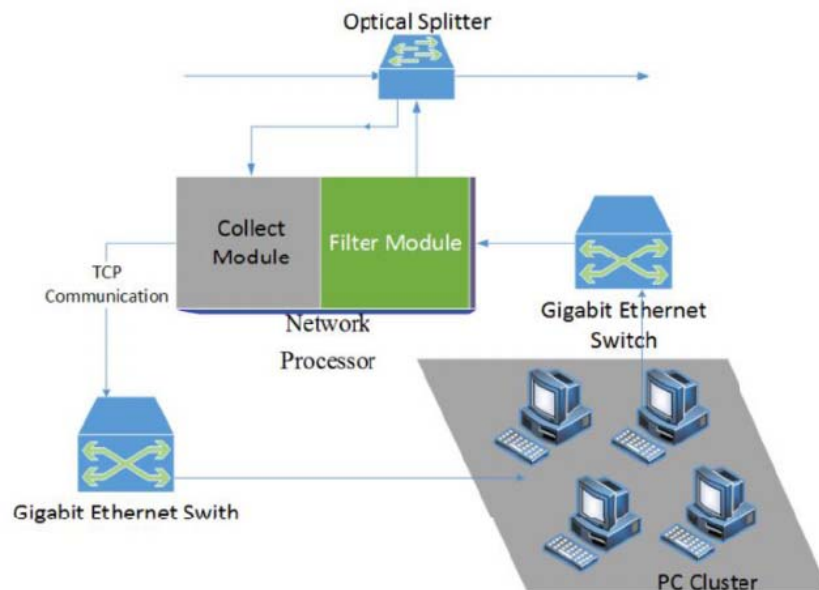 Optical Splitter
Collect
Module
Filter Module
TCP
Communication
Network
Processor
Gigabit Ethernet
Switch
Gigabit Ethernet Swith
PC Cluster